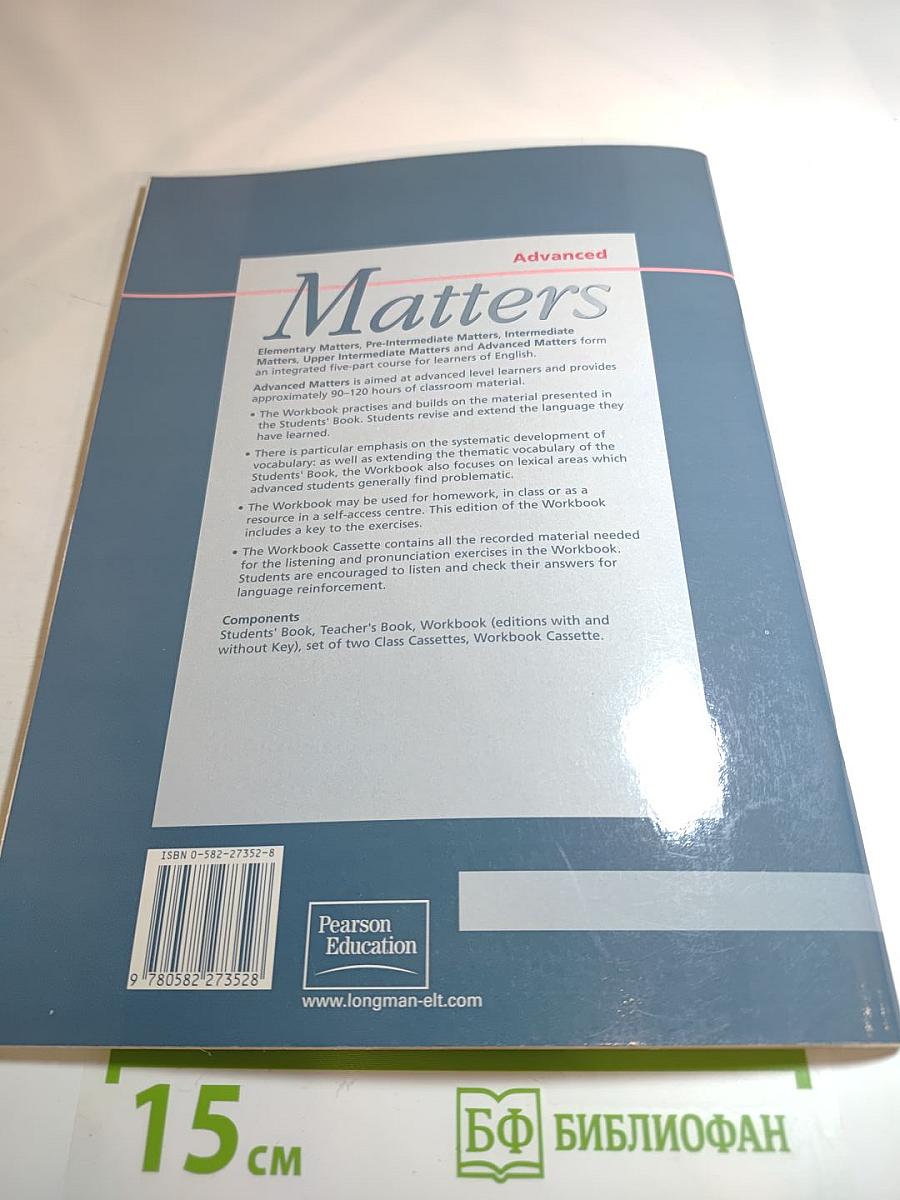 Advanced
Matters
Elementary Matters, Pre-Intermediate Matters, Intermediate
Matters, Upper Intermediate Matters and Advanced Matters form
an integrated five-part course for learners of English.
Advanced Matters is aimed at advanced level learners and provides
approximately 90–120 hours of classroom material.
• The Workbook practises and builds on the material presented in
the Students' Book. Students revise and extend the language they
have learned.
• There is particular emphasis on the systematic development of
vocabulary: as well as extending the thematic vocabulary of the
Students' Book, the Workbook also focuses on lexical areas which
advanced students generally find problematic.
• The Workbook may be used for homework, in class or as a
resource in a self-access centre. This edition of the Workbook
includes a key to the exercises.
• The Workbook Cassette contains all the recorded material needed
for the listening and pronunciation exercises in the Workbook.
Students are encouraged to listen and check their answers for
language reinforcement.
Components
Students' Book, Teacher's Book, Workbook (editions with and
without Key), set of two Class Cassettes, Workbook Cassette.
ISBN 0-582-27352-8
9 780582 273528
Pearson
Education
www.longman-elt.com
15 см
БФ БИБЛИОФАН